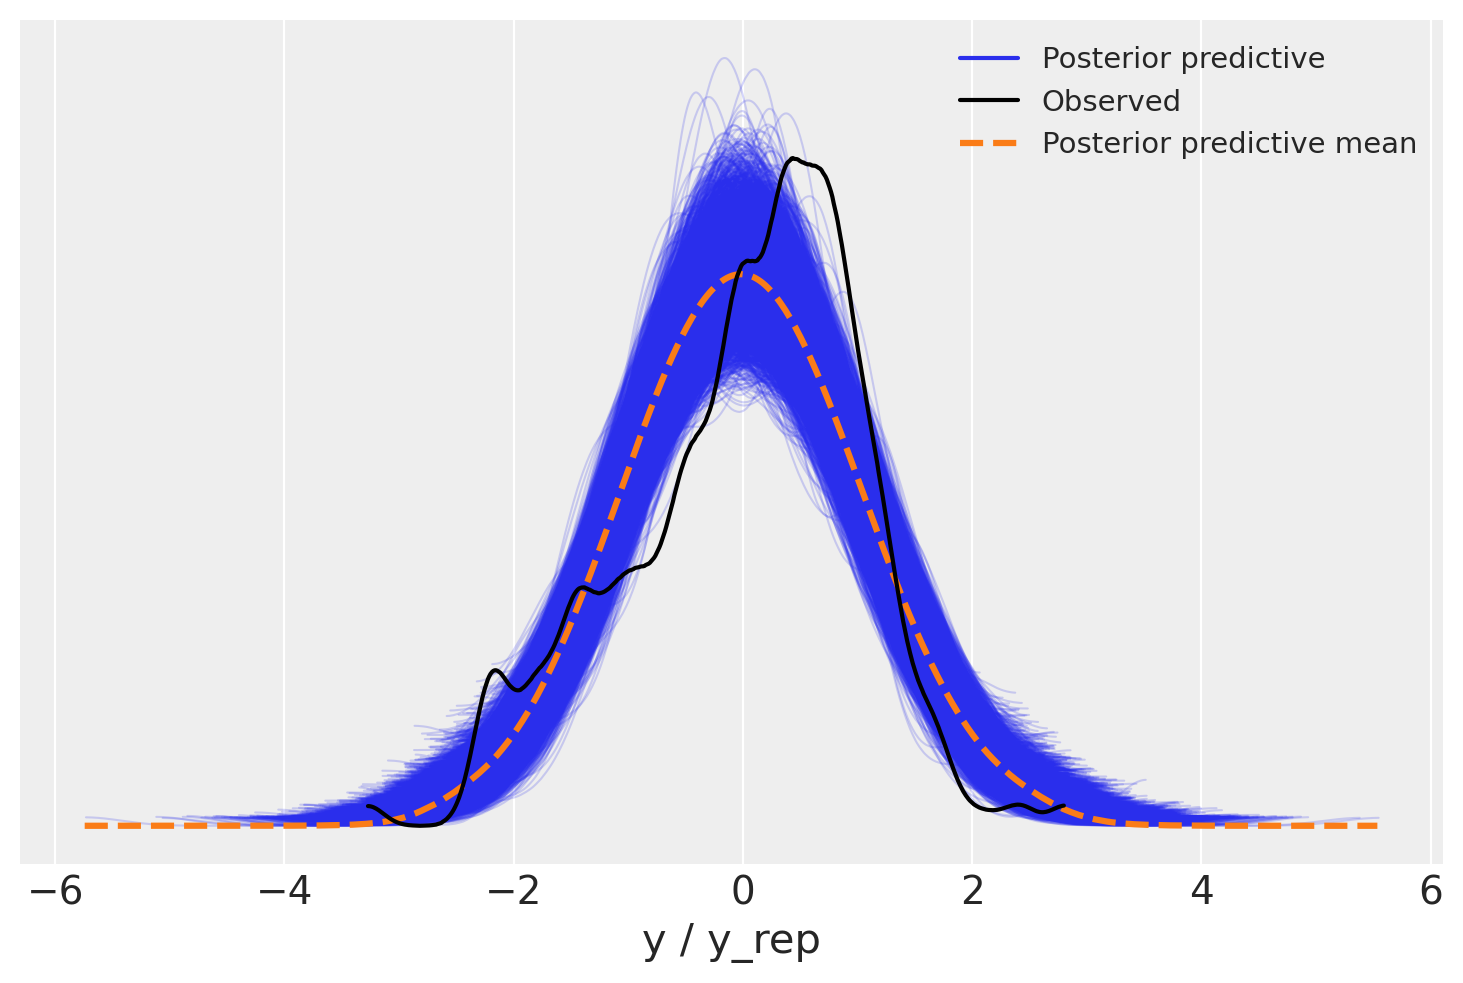 Posterior predictive
Observed
Posterior predictive mean
−6 −4 −2 0 2 4 6
y / y_rep